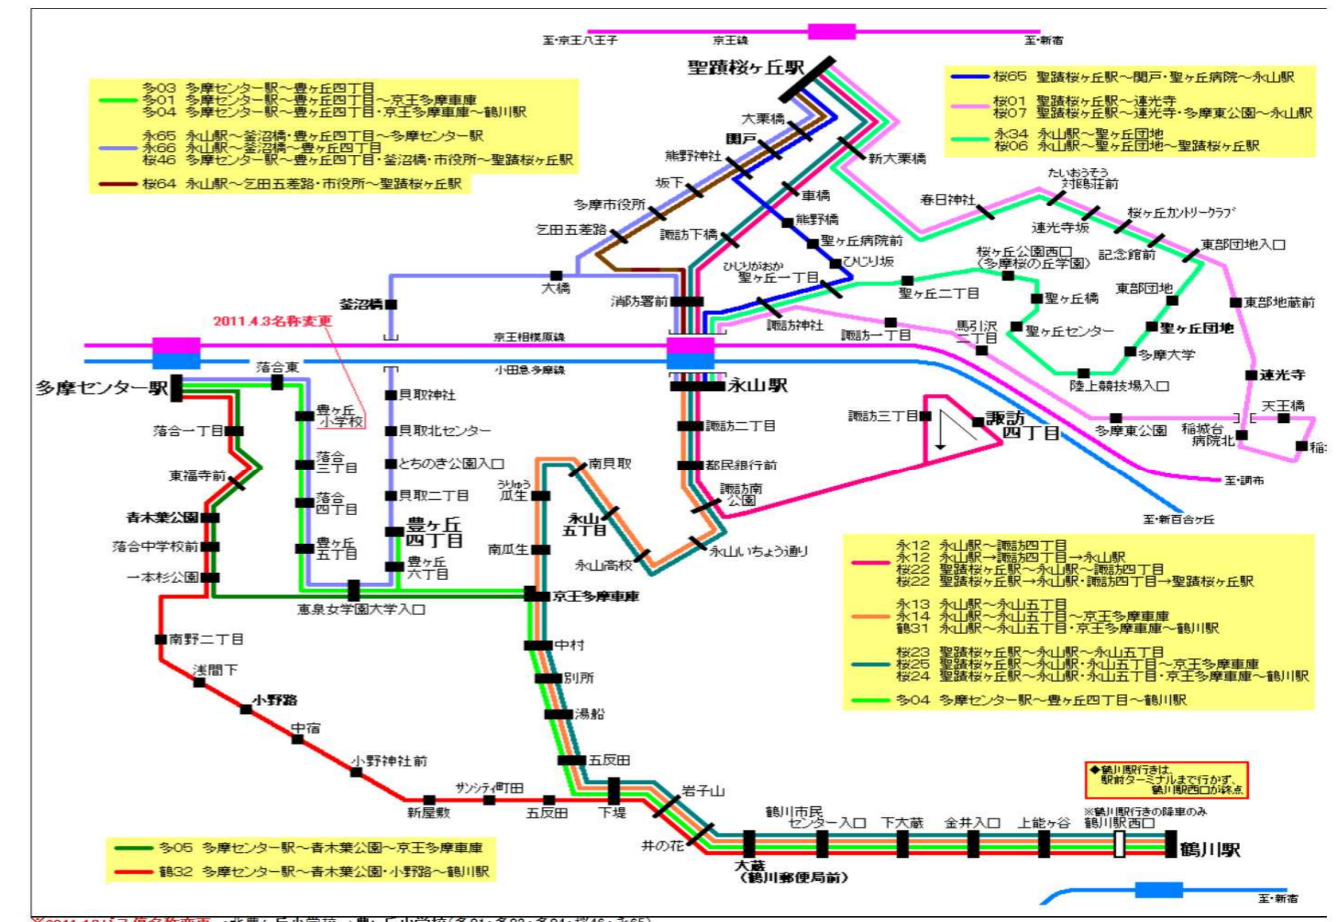 至・京王八王子
京王線
至・新宿
聖蹟桜ヶ丘駅
多03 多摩センター駅～豊ヶ丘四丁目
多01 多摩センター駅～豊ヶ丘四丁目～京王多摩車庫
多04 多摩センター駅～豊ヶ丘四丁目・京王多摩車庫～鶴川駅
永65 永山駅～釜沼橋・豊ヶ丘四丁目～多摩センター駅
永66 永山駅～釜沼橋～豊ヶ丘四丁目
桜46 多摩センター駅～豊ヶ丘四丁目・釜沼橋・市役所～聖蹟桜ヶ丘駅
桜64 永山駅～乞田五差路・市役所～聖蹟桜ヶ丘駅
桜65 聖蹟桜ヶ丘駅～関戸・聖ヶ丘病院～永山駅
桜01 聖蹟桜ヶ丘駅～連光寺
桜07 聖蹟桜ヶ丘駅～連光寺・多摩東公園～永山駅
永34 永山駅～聖ヶ丘団地
桜06 永山駅～聖ヶ丘団地～聖蹟桜ヶ丘駅
大栗橋
関戸
熊野神社
坂下
多摩市役所
乞田五差路
大橋
釜沼橋
新大栗橋
車橋
諏訪下橋
熊野橋
聖ヶ丘病院前
ひじり坂
ひじりがおか
聖ヶ丘一丁目
消防署前
諏訪神社
春日神社
たいおうそう
対鴎荘前
連光寺坂
桜ヶ丘カントリークラブ
記念館前
東部団地入口
桜ヶ丘公園西口
(多摩桜の丘学園)
聖ヶ丘二丁目
聖ヶ丘橋
聖ヶ丘センター
東部団地
聖ヶ丘団地
多摩大学
陸上競技場入口
東部地蔵前
連光寺
天王橋
稲城台
病院北
諏訪一丁目
馬引沢
二丁目
多摩東公園
至・調布
至・新百合ヶ丘
2011.4.3名称変更
京王相模原線
小田急多摩線
多摩センター駅
永山駅
落合東
豊ヶ丘
小学校
落合
三丁目
落合
四丁目
豊ヶ丘
五丁目
恵泉女学園大学入口
貝取神社
貝取北センター
とちのき公園入口
貝取二丁目
豊ヶ丘
四丁目
豊ヶ丘
六丁目
落合一丁目
東福寺前
青木葉公園
落合中学校前
一本杉公園
南野二丁目
浅間下
小野路
中宿
小野神社前
新屋敷
サンシティ町田
五反田
下堤
うりゅう
瓜生
南瓜生
京王多摩車庫
南貝取
永山
五丁目
永山高校
永山いちょう通り
諏訪二丁目
都民銀行前
諏訪南
公園
諏訪三丁目
諏訪
四丁目
中村
別所
湯船
五反田
岩子山
井の花
永12 永山駅～諏訪四丁目
永12 永山駅→諏訪四丁目→永山駅
桜22 聖蹟桜ヶ丘駅～永山駅～諏訪四丁目
桜22 聖蹟桜ヶ丘駅→永山駅・諏訪四丁目→聖蹟桜ヶ丘駅
永13 永山駅～永山五丁目
永14 永山駅～永山五丁目～京王多摩車庫
鶴31 永山駅～永山五丁目・京王多摩車庫～鶴川駅
桜23 聖蹟桜ヶ丘駅～永山駅～永山五丁目
桜25 聖蹟桜ヶ丘駅～永山駅・永山五丁目～京王多摩車庫
桜24 聖蹟桜ヶ丘駅～永山駅・永山五丁目・京王多摩車庫～鶴川駅
多04 多摩センター駅～豊ヶ丘四丁目～鶴川駅
◆鶴川駅行きは、
駅前ターミナルまで行かず、
鶴川駅西口が終点
※鶴川駅行きの降車のみ
鶴川市民
センター入口
下大蔵
金井入口
上能ヶ谷
鶴川駅西口
鶴川駅
大蔵
(鶴川郵便局前)
多05 多摩センター駅～青木葉公園～京王多摩車庫
鶴32 多摩センター駅～青木葉公園・小野路～鶴川駅
至・新宿